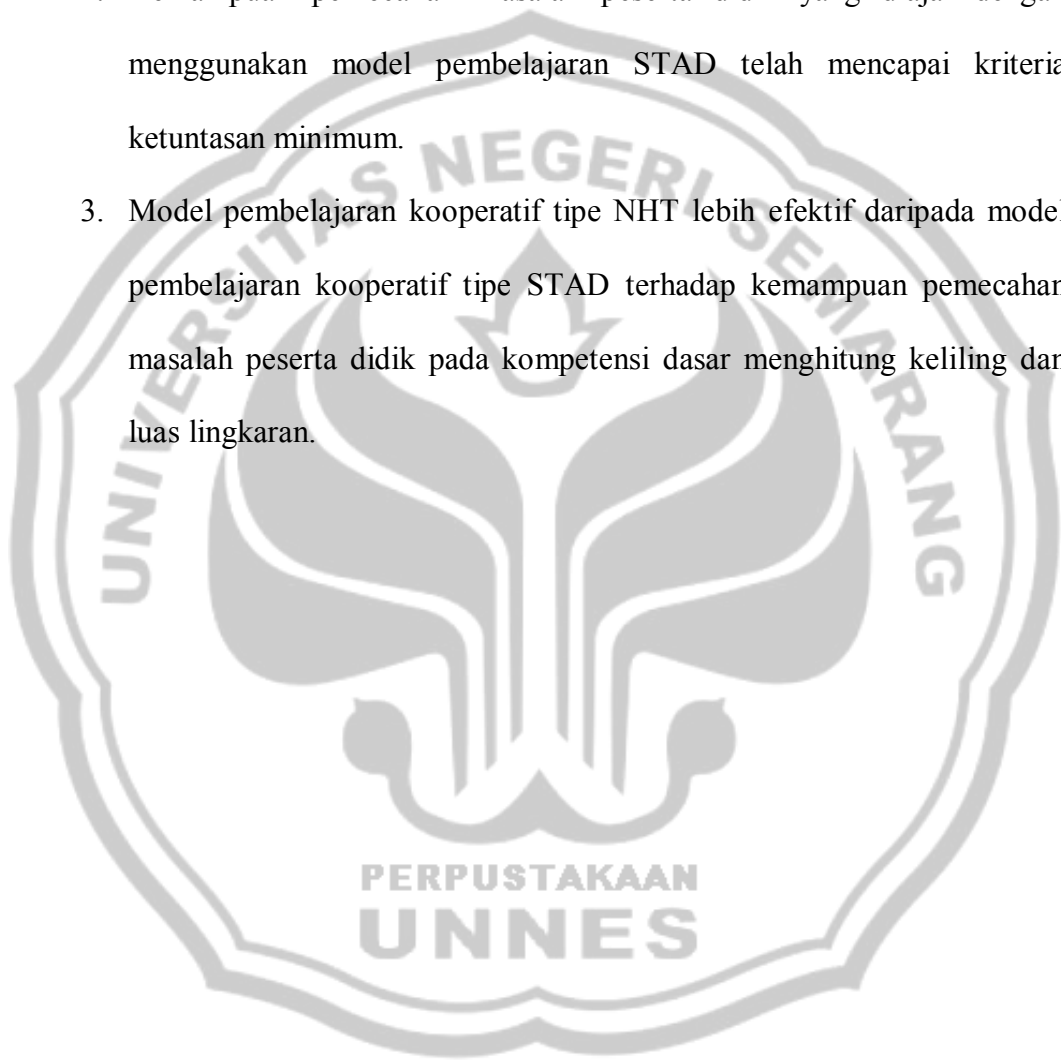 menggunakan model pembelajaran STAD telah mencapai kriteria
ketuntasan minimum.
3. Model pembelajaran kooperatif tipe NHT lebih efektif daripada model
pembelajaran kooperatif tipe STAD terhadap kemampuan pemecahan
masalah peserta didik pada kompetensi dasar menghitung keliling dan
luas lingkaran.
UNIVERSITAS NEGERI SEMARANG
PERPUSTAKAAN
UNNES